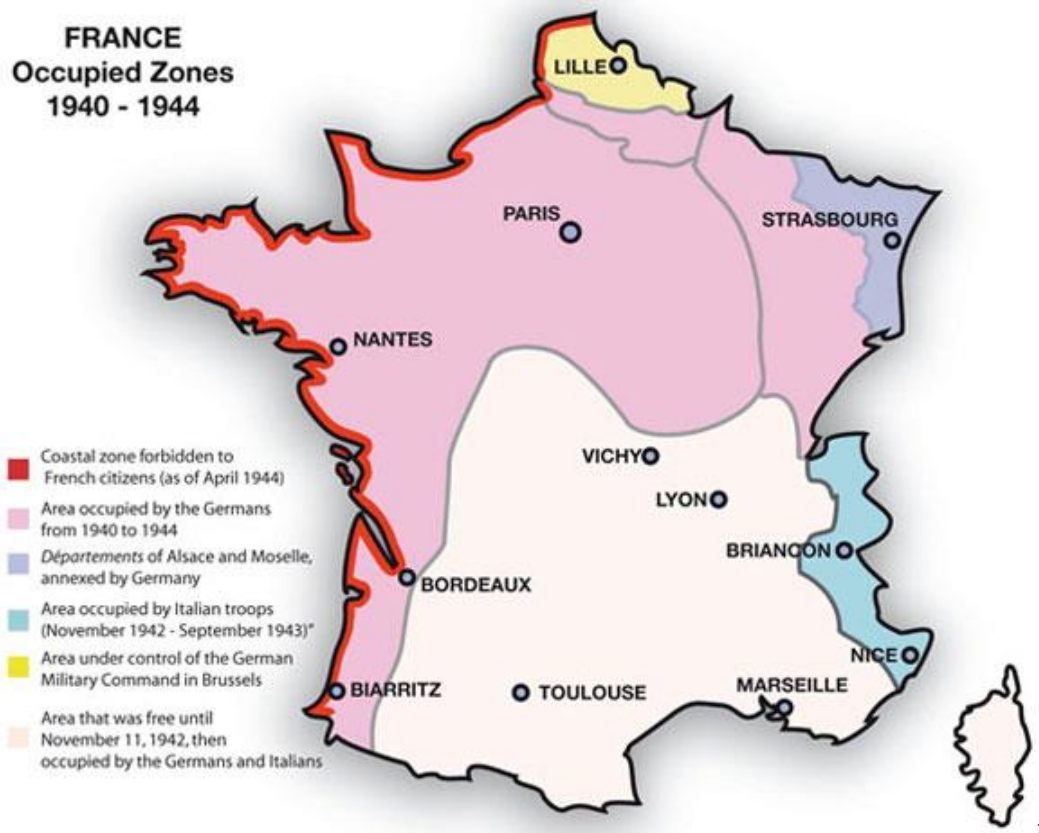 FRANCE
Occupied Zones
1940 - 1944
LILLE
PARIS
STRASBOURG
NANTES
VICHY
LYON
BRIANCON
BORDEAUX
NICE
BIARRITZ
TOULOUSE
MARSEILLE
Coastal zone forbidden to
French citizens (as of April 1944)
Area occupied by the Germans
from 1940 to 1944
Départements of Alsace and Moselle,
annexed by Germany
Area occupied by Italian troops
(November 1942 - September 1943)*
Area under control of the German
Military Command in Brussels
Area that was free until
November 11, 1942, then
occupied by the Germans and Italians